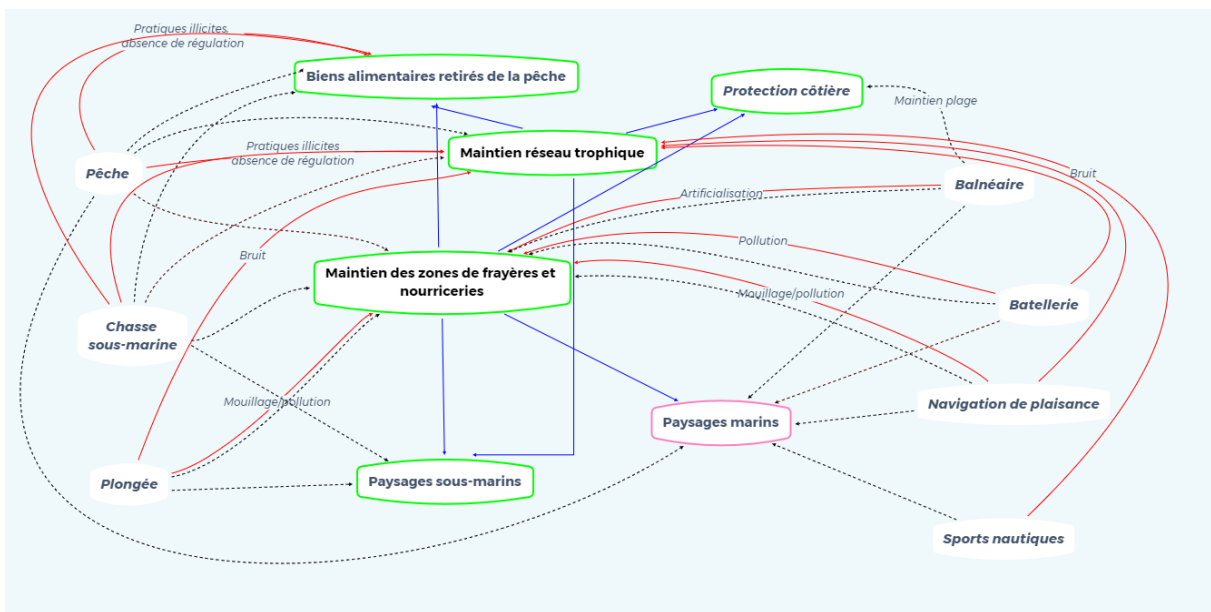 Pratiques illicites,
absence de régulation
Biens alimentaires retirés de la pêche
Protection côtière
Maintien plage
Pratiques illicites
absence de régulation
Maintien réseau trophique
Pêche
Bruit
Balnéaire
Artificialisation
Pollution
Bruit
Maintien des zones de frayères et
nourriceries
Mouillage/pollution
Batellerie
Chasse
sous-marine
Mouillage/pollution
Navigation de plaisance
Paysages marins
Plongée
Paysages sous-marins
Sports nautiques